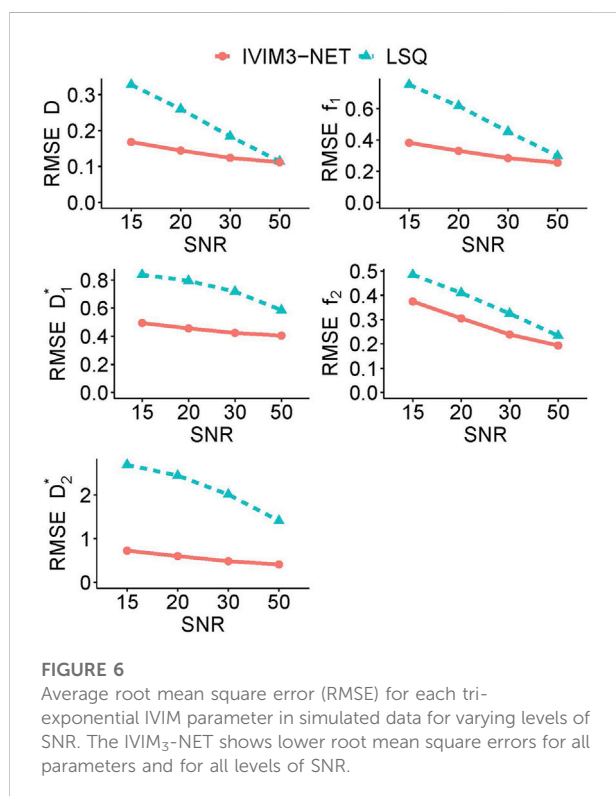 IVIM3-NET LSQ
RMSE D
0.3
0.2
0.1
0.0
15 20 30 50
SNR
RMSE f₁
0.6
0.4
0.2
0.0
15 20 30 50
SNR
RMSE D₁*
0.8
0.6
0.4
0.2
0.0
15 20 30 50
SNR
RMSE f₂
0.5
0.4
0.3
0.2
0.1
0.0
15 20 30 50
SNR
RMSE D₂*
2
1
0
15 20 30 50
SNR
FIGURE 6
Average root mean square error (RMSE) for each tri-
exponential IVIM parameter in simulated data for varying levels of
SNR. The IVIM₃-NET shows lower root mean square errors for all
parameters and for all levels of SNR.